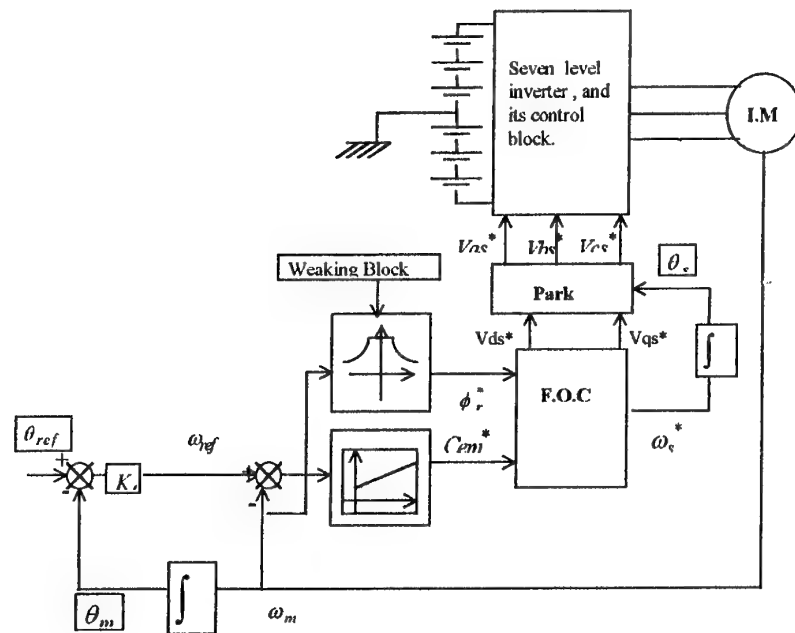 Seven level
inverter, and
its control
block.
I.M
Vas* Vbs* Vcs*
θs
Weaking Block
Park
Vds* Vqs*
F.O.C
ϕr*
ωs*
θref
+
-
ωref
+
-
Cem*
∫
θm
∫
ωm